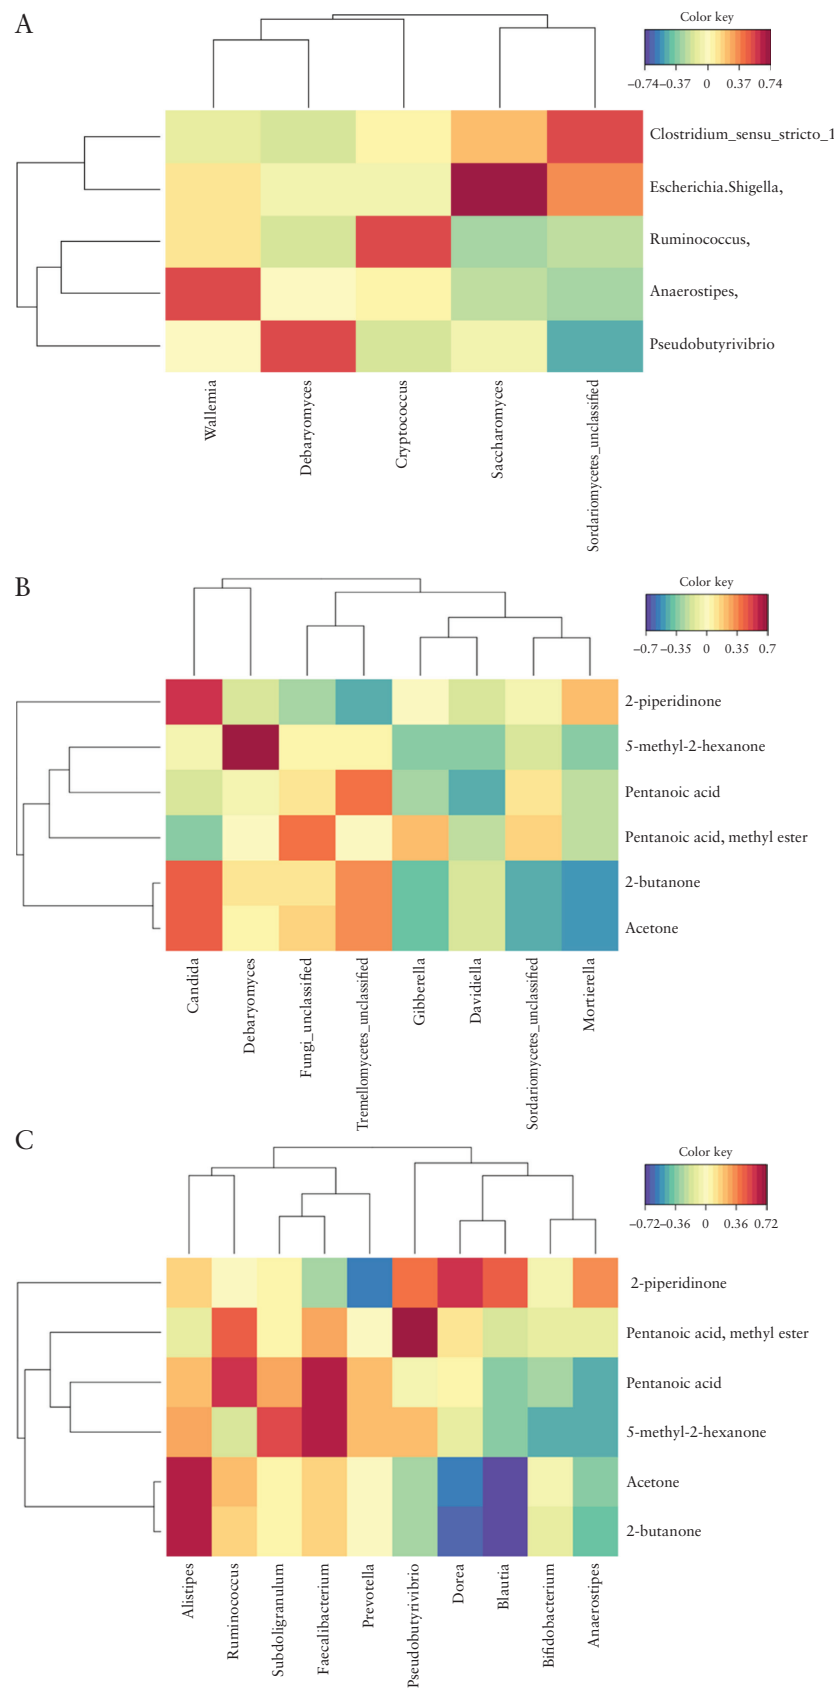 A
Color key
−0.74−0.37 0 0.37 0.74
Clostridium_sensu_stricto_1
Escherichia.Shigella,
Ruminococcus,
Anaerostipes,
Pseudobutyrivibrio
Wallemia
Debaryomyces
Cryptococcus
Saccharomyces
Sordariomycetes_unclassified
B
Color key
−0.7−0.35 0 0.35 0.7
2-piperidinone
5-methyl-2-hexanone
Pentanoic acid
Pentanoic acid, methyl ester
2-butanone
Acetone
Candida
Debaryomyces
Fungi_unclassified
Tremellomycetes_unclassified
Gibberella
Davidiella
Sordariomycetes_unclassified
Mortierella
C
Color key
−0.72−0.36 0 0.36 0.72
2-piperidinone
Pentanoic acid, methyl ester
Pentanoic acid
5-methyl-2-hexanone
Acetone
2-butanone
Alistipes
Ruminococcus
Subdoligranulum
Faecalibacterium
Prevotella
Pseudobutyrivibrio
Dorea
Blautia
Bifidobacterium
Anaerostipes